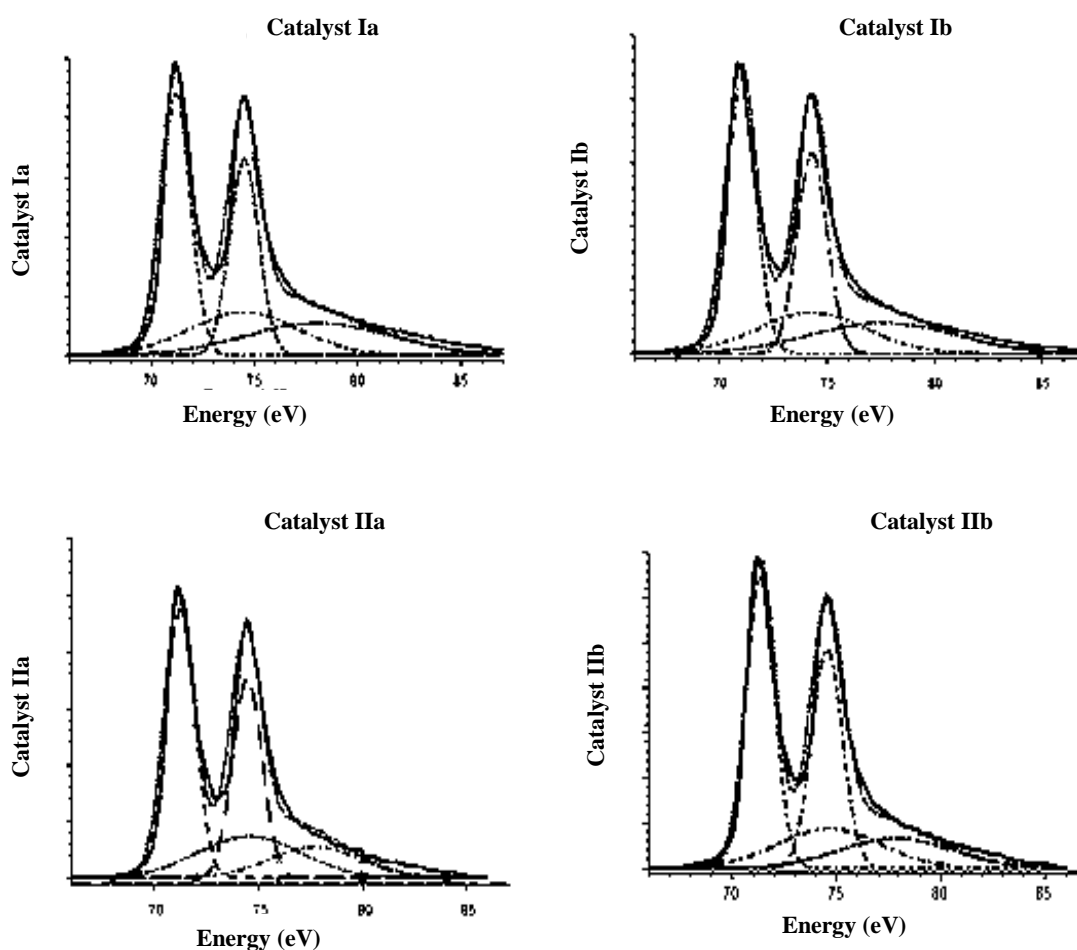 Catalyst Ia
Catalyst Ia
70 75 80 85
Energy (eV)
Catalyst Ib
Catalyst Ib
70 75 80 85
Energy (eV)
Catalyst IIa
Catalyst IIa
70 75 80 85
Energy (eV)
Catalyst IIb
Catalyst IIb
70 75 80 85
Energy (eV)